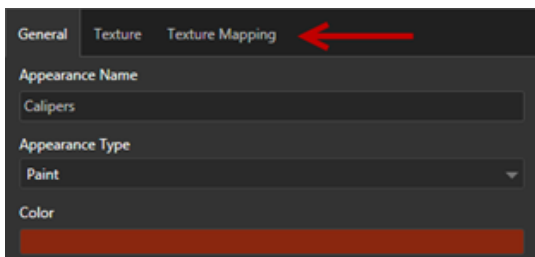 General Texture Texture Mapping
Appearance Name
Calipers
Appearance Type
Paint
Color